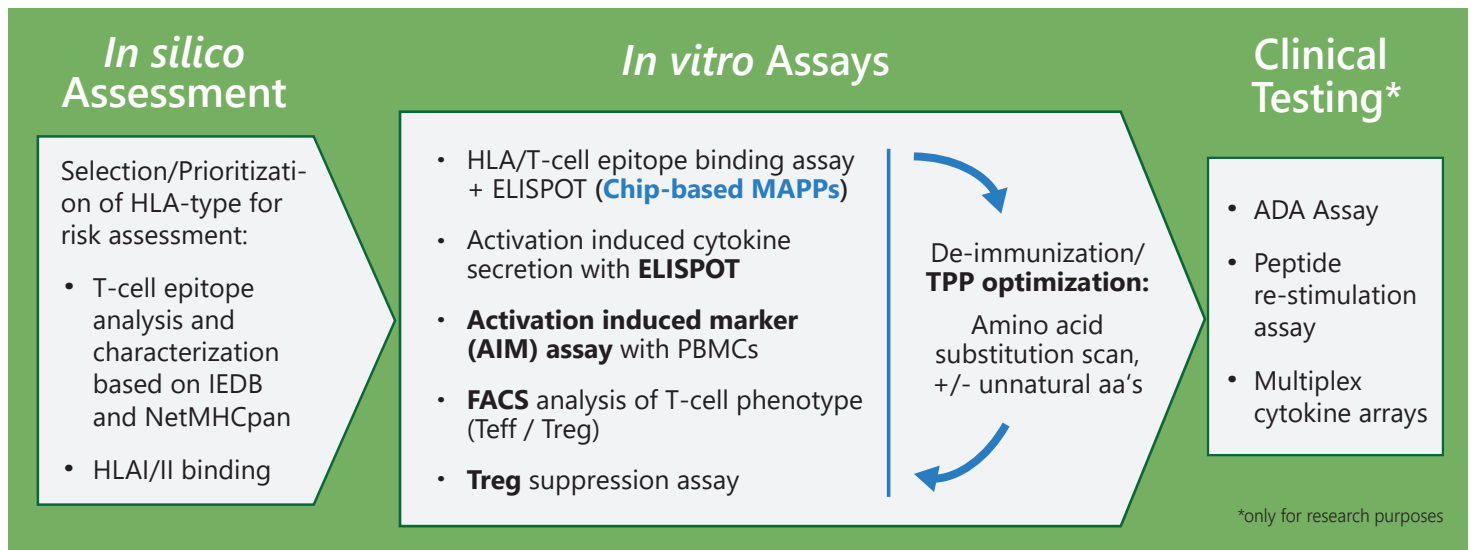 In silico
Assessment
Selection/Prioritizati-
on of HLA-type for
risk assessment:
• T-cell epitope
analysis and
characterization
based on IEDB
and NetMHCpan
• HLAI/II binding
In vitro Assays
• HLA/T-cell epitope binding assay
+ ELISPOT (Chip-based MAPPs)
• Activation induced cytokine
secretion with ELISPOT
• Activation induced marker
(AIM) assay with PBMCs
• FACS analysis of T-cell phenotype
(Teff / Treg)
• Treg suppression assay
De-immunization/
TPP optimization:
Amino acid
substitution scan,
+/- unnatural aa‘s
Clinical
Testing*
• ADA Assay
• Peptide
re-stimulation
assay
• Multiplex
cytokine arrays
*only for research purposes